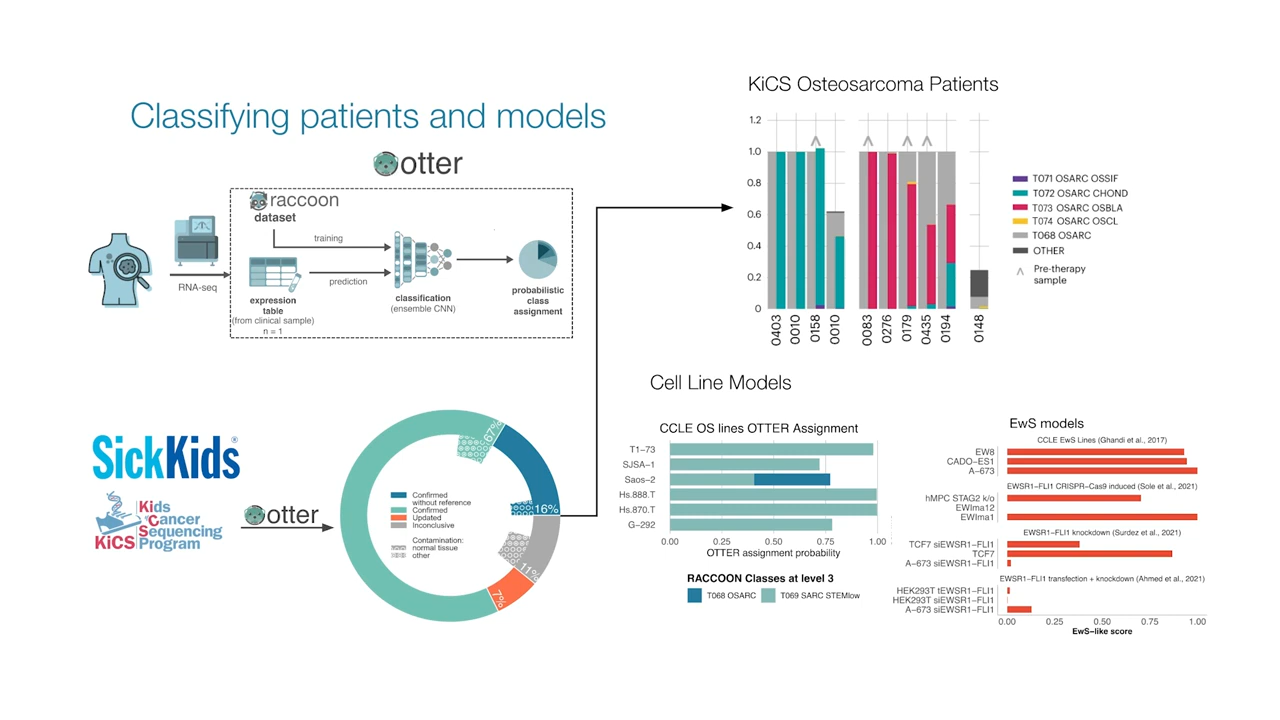 Classifying patients and models
otter
raccoon
dataset
training
RNA-seq
prediction
expression
table
(from clinical sample)
n = 1
classification
(ensemble CNN)
probabilistic
class
assignment
SickKids®
Kids
Cancer
Sequencing
Program
KiCS
otter
67%
16%
11%
7%
Confirmed
without reference
Confirmed
Updated
Inconclusive
Contamination:
normal tissue
other
KiCS Osteosarcoma Patients
1.2
1.0
0.8
0.6
0.4
0.2
0
0403
0010
0158
0010
0083
0276
0179
0435
0194
0148
T071 OSARC OSSIF
T072 OSARC CHOND
T073 OSARC OSBLA
T074 OSARC OSCL
T068 OSARC
OTHER
Pre-therapy
sample
Cell Line Models
CCLE OS lines OTTER Assignment
T1-73
SJSA-1
Saos-2
Hs.888.T
Hs.870.T
G-292
0.00 0.25 0.50 0.75 1.00
OTTER assignment probability
RACCOON Classes at level 3
T068 OSARC T069 SARC STEMlow
EwS models
CCLE EwS Lines (Ghandi et al., 2017)
EW8
CADO-ES1
A-673
EWSR1-FLI1 CRISPR-Cas9 induced (Sole et al., 2021)
hMPC STAG2 k/o
EWIma12
EWIma1
EWSR1-FLI1 knockdown (Surdez et al., 2021)
TCF7 siEWSR1-FLI1
TCF7
A-673 siEWSR1-FLI1
EWSR1-FLI1 transfection + knockdown (Ahmed et al., 2021)
HEK293T tEWSR1-FLI1
HEK293T siEWSR1-FLI1
A-673 siEWSR1-FLI1
0.00 0.25 0.50 0.75 1.00
EwS-like score